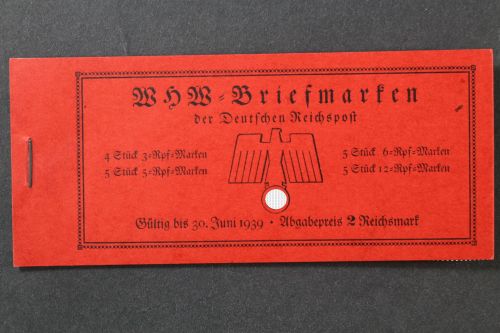 WHW-Briefmarken
der Deutschen Reichspost
4 Stück 3-Rpf-Marken
5 Stück 5-Rpf-Marken
5 Stück 6-Rpf-Marken
5 Stück 12-Rpf-Marken
Gültig bis 30. Juni 1939 · Abgabepreis 2 Reichsmark